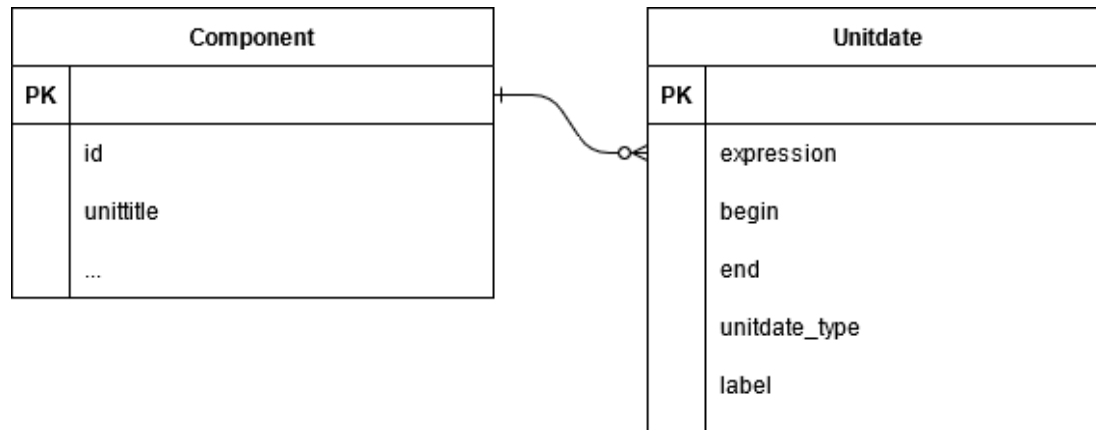 Component
PK
id
unittitle
...
Unitdate
PK
expression
begin
end
unitdate_type
label